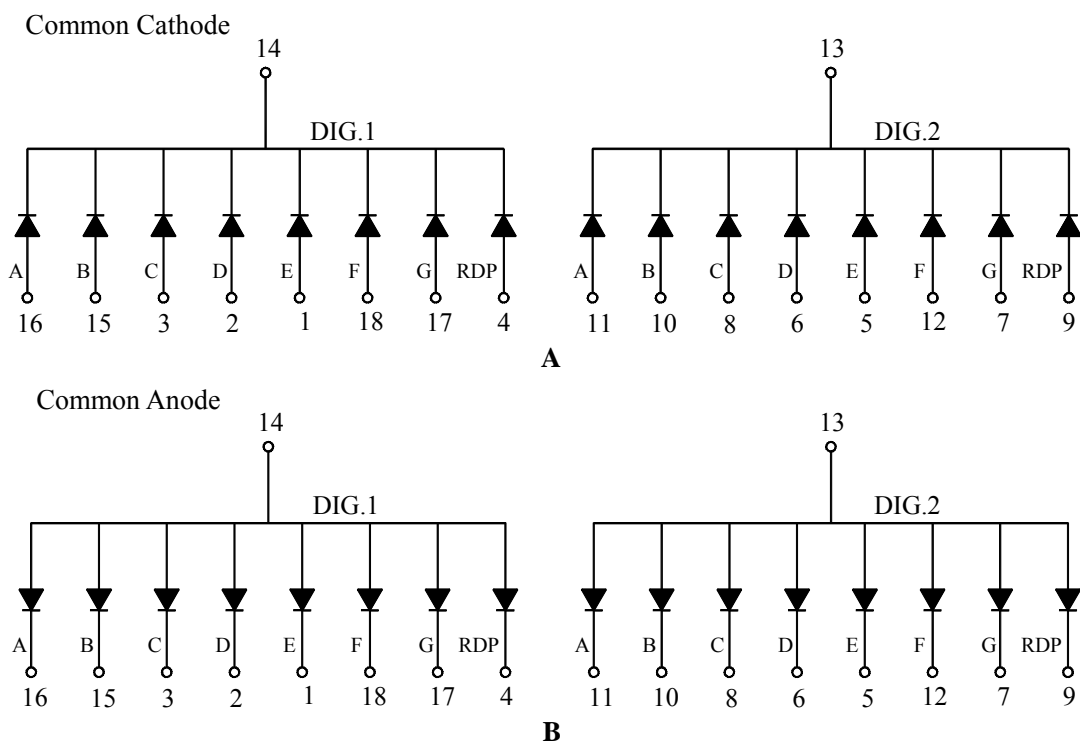 Common Cathode
14 13
DIG.1 DIG.2
A B C D E F G RDP A B C D E F G RDP
16 15 3 2 1 18 17 4 11 10 8 6 5 12 7 9
A
Common Anode
14 13
DIG.1 DIG.2
A B C D E F G RDP A B C D E F G RDP
16 15 3 2 1 18 17 4 11 10 8 6 5 12 7 9
B